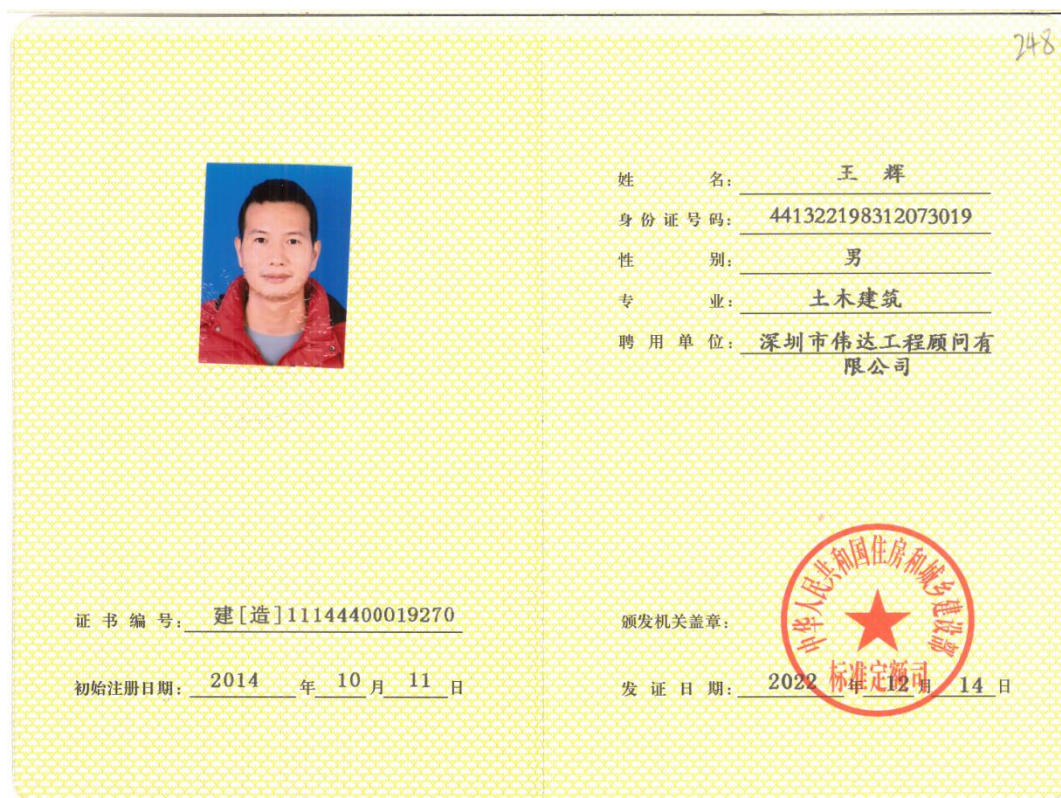 248
姓名：王辉
身份证号码：441322198312073019
性别：男
专业：土木建筑
聘用单位：深圳市伟达工程顾问有
限公司
证书编号：建[造]11144400019270
初始注册日期：2014年10月11日
颁发机关盖章：
中华人民共和国住房和城乡建设部
标准定额司
发证日期：2022年12月14日